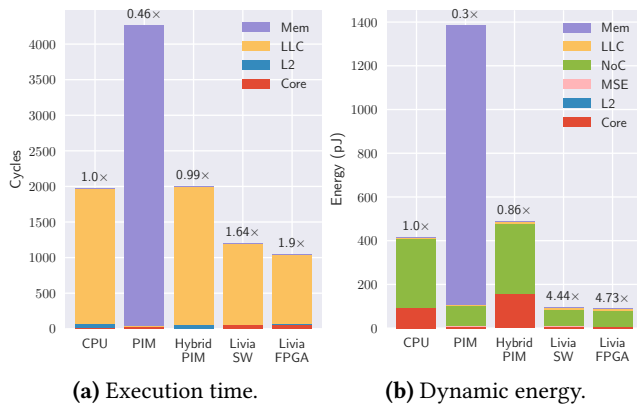 0.46×
Mem
LLC
L2
Core
4000
3500
3000
2500
2000
1500
1000
500
0
Cycles
1.0×
0.99×
1.64×
1.9×
CPU
PIM
Hybrid
PIM
Livia
SW
Livia
FPGA
(a) Execution time.
0.3×
Mem
LLC
NoC
MSE
L2
Core
1400
1200
1000
800
600
400
200
0
Energy (pJ)
1.0×
0.86×
4.44×
4.73×
CPU
PIM
Hybrid
PIM
Livia
SW
Livia
FPGA
(b) Dynamic energy.